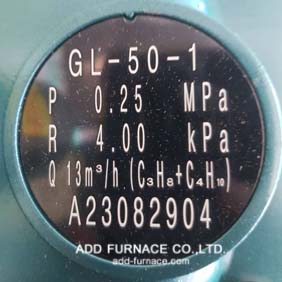 GL-50-1
P 0.25 MPa
R 4.00 kPa
Q 13m³/h (C₃H₈+C₄H₁₀)
A23082904
ADD FURNACE CO.,LTD.
add-furnace.com